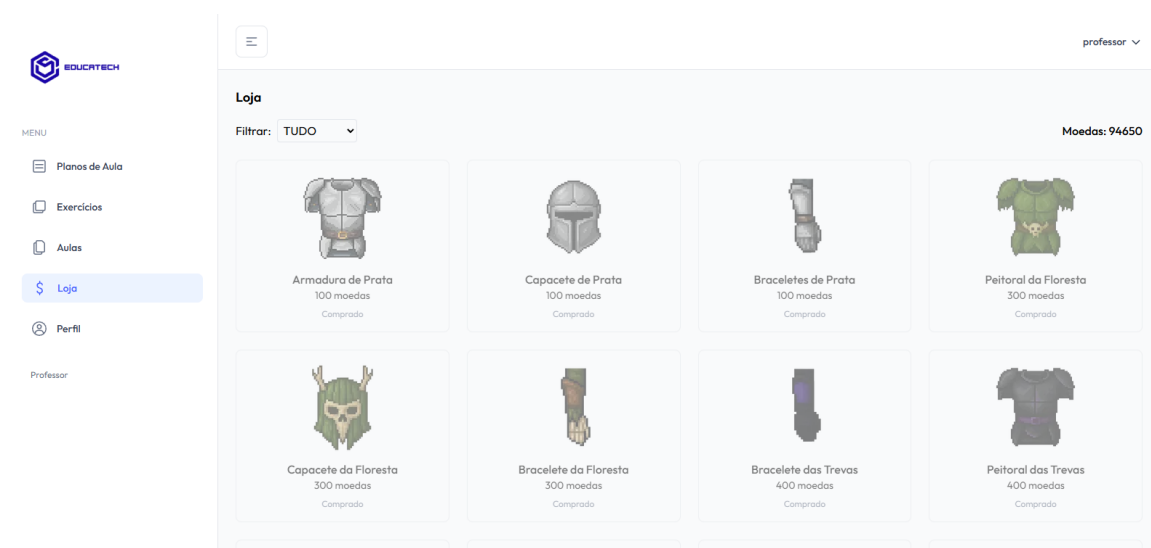 EDUCATECH
professor
MENU
Planos de Aula
Exercícios
Aulas
Loja
Perfil
Professor
Loja
Filtrar: TUDO
Moedas: 94650
Armadura de Prata
100 moedas
Comprado
Capacete de Prata
100 moedas
Comprado
Braceletes de Prata
100 moedas
Comprado
Peitoral da Floresta
300 moedas
Comprado
Capacete da Floresta
300 moedas
Comprado
Bracelete da Floresta
300 moedas
Comprado
Bracelete das Trevas
400 moedas
Comprado
Peitoral das Trevas
400 moedas
Comprado